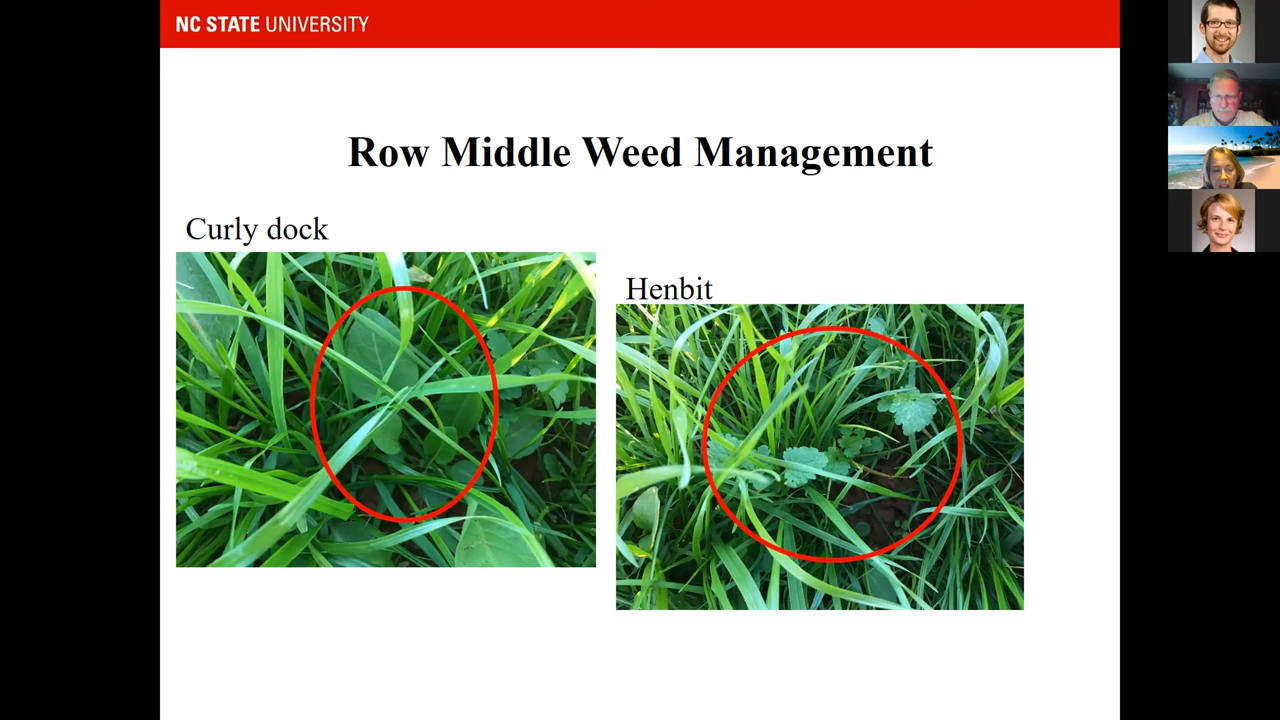 NC STATE UNIVERSITY
Row Middle Weed Management
Curly dock
Henbit